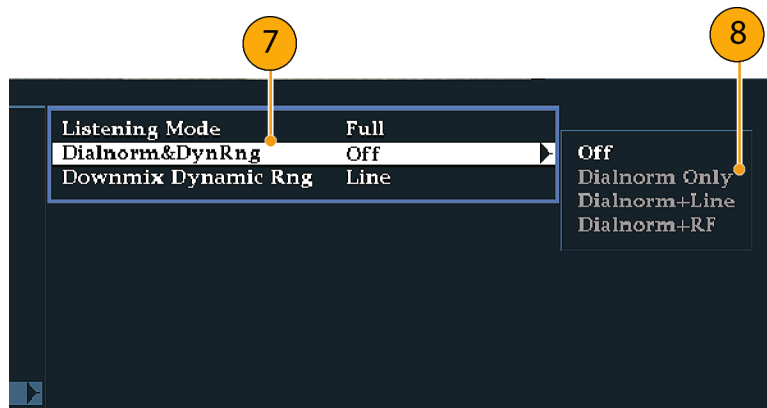 7
8
Listening Mode Full
Dialnorm&DynRng Off
Downmix Dynamic Rng Line
Off
Dialnorm Only
Dialnorm+Line
Dialnorm+RF